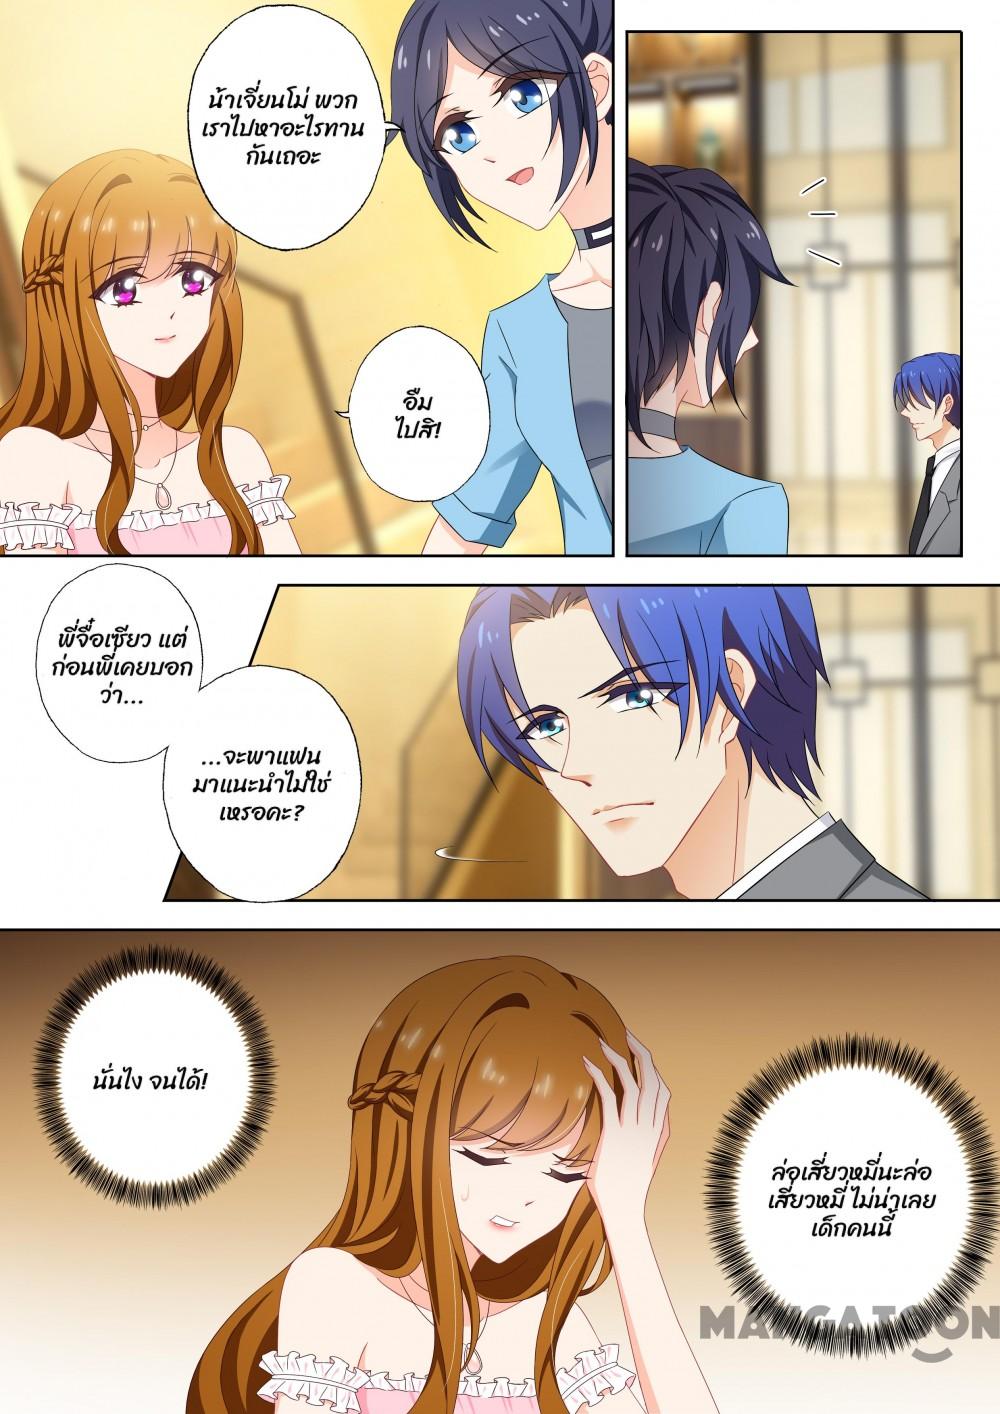 น้าเจี่ยนโม่ พวก
เราไปหาอะไรทาน
กันเถอะ
อืม
ไปสิ!
พี่จื๋อเซียว แต่
ก่อนพี่เคยบอก
ว่า...
...จะพาแฟน
มาแนะนำไม่ใช่
เหรอคะ?
นั่นไง จนได้!
ล่อเสี่ยวหมี่นะล่อ
เสี่ยวหมี่ ไม่น่าเลย
เด็กคนนี้
MANGATOON